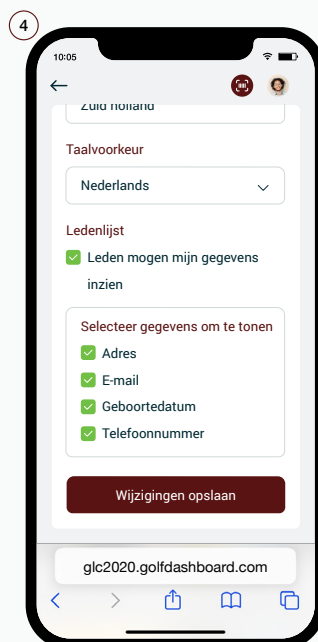 4
10:05
Zuid holland
Taalvoorkeur
Nederlands
Ledenlijst
Leden mogen mijn gegevens
inzien
Selecteer gegevens om te tonen
Adres
E-mail
Geboortedatum
Telefoonnummer
Wijzigingen opslaan
glc2020.golfdashboard.com